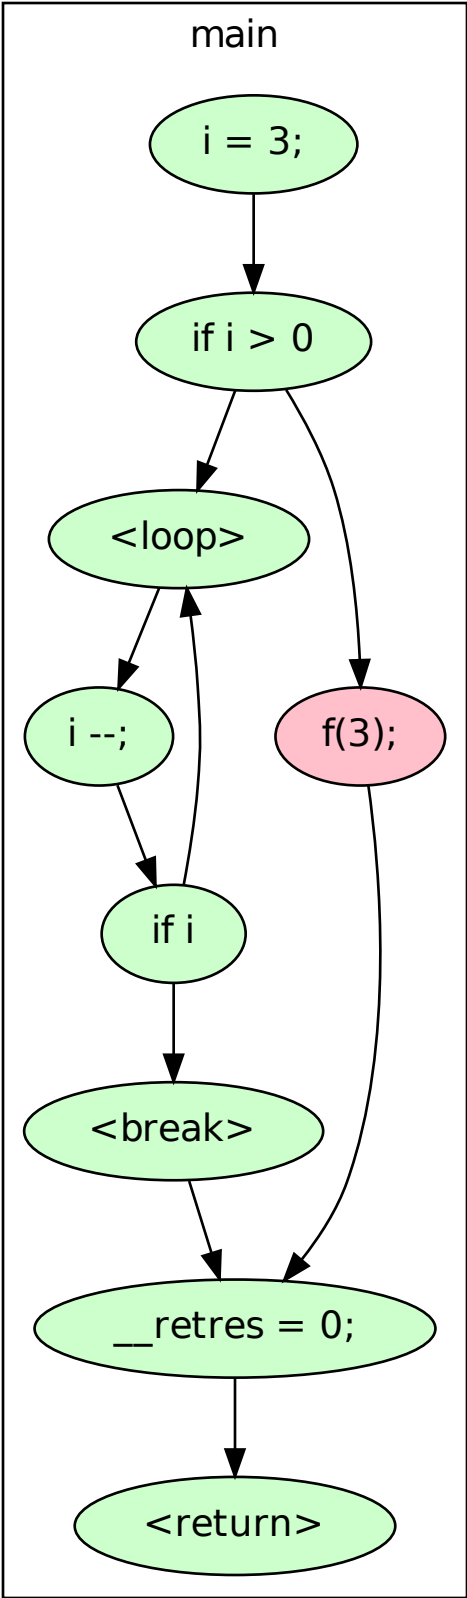 main
i = 3;
if i > 0
<loop>
i --;
f(3);
if i
<break>
__retres = 0;
<return>